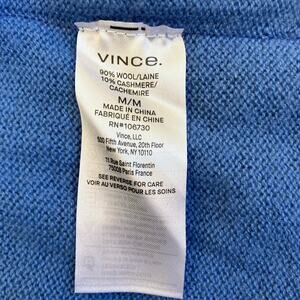 VINCE.
90% WOOL/LAINE
10% CASHMERE/
CACHEMIRE
M/M
MADE IN CHINA
FABRIQUÉ EN CHINE
RN#106730
Vince, LLC
500 Fifth Avenue, 20th Floor
New York, NY 10110
11 Rue Saint Florentin
75008 Paris France
SEE REVERSE FOR CARE
VOIR AU VERSO POUR LES SOINS